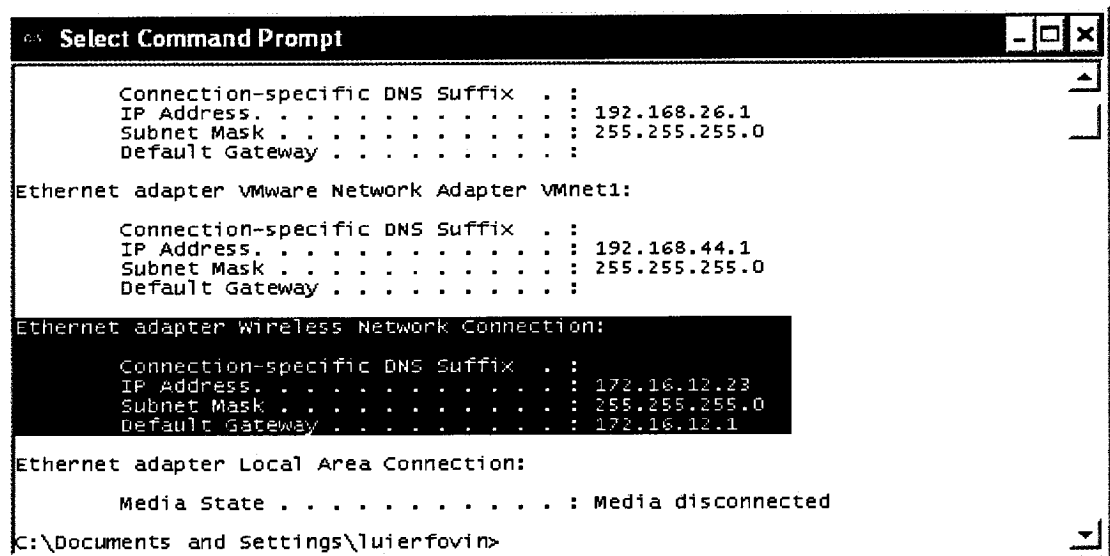 Select Command Prompt
Connection-specific DNS Suffix . :
IP Address. . . . . . . . . . . . : 192.168.26.1
Subnet Mask . . . . . . . . . . . : 255.255.255.0
Default Gateway . . . . . . . . . :
Ethernet adapter VMware Network Adapter VMnet1:
Connection-specific DNS Suffix . :
IP Address. . . . . . . . . . . . : 192.168.44.1
Subnet Mask . . . . . . . . . . . : 255.255.255.0
Default Gateway . . . . . . . . . :
Ethernet adapter Wireless Network Connection:
Connection-specific DNS Suffix . :
IP Address. . . . . . . . . . . . : 172.16.12.23
Subnet Mask . . . . . . . . . . . : 255.255.255.0
Default Gateway . . . . . . . . . : 172.16.12.1
Ethernet adapter Local Area Connection:
Media State . . . . . . . . . . . : Media disconnected
C:\Documents and Settings\luierfovin>